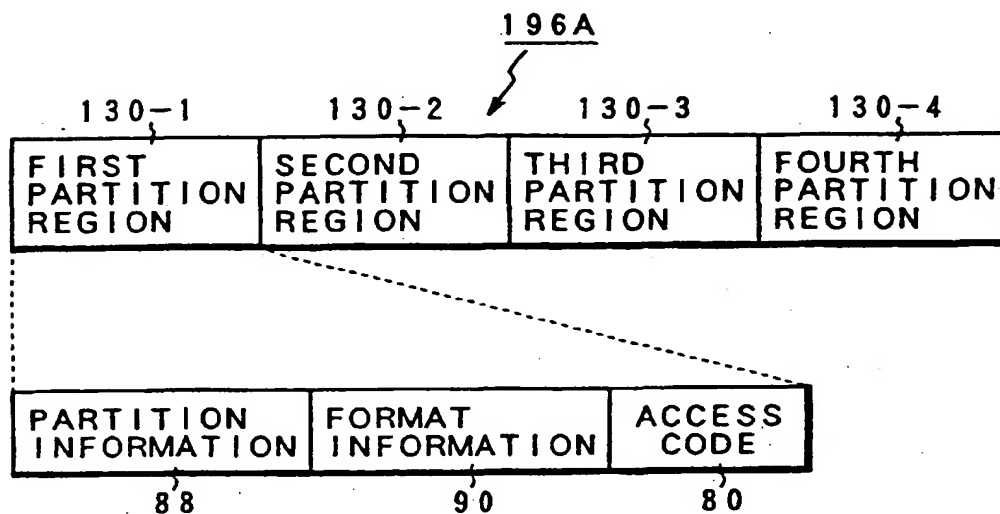 196A
130-1 130-2 130-3 130-4
FIRST PARTITION REGION
SECOND PARTITION REGION
THIRD PARTITION REGION
FOURTH PARTITION REGION
PARTITION INFORMATION
FORMAT INFORMATION
ACCESS CODE
88 90 80